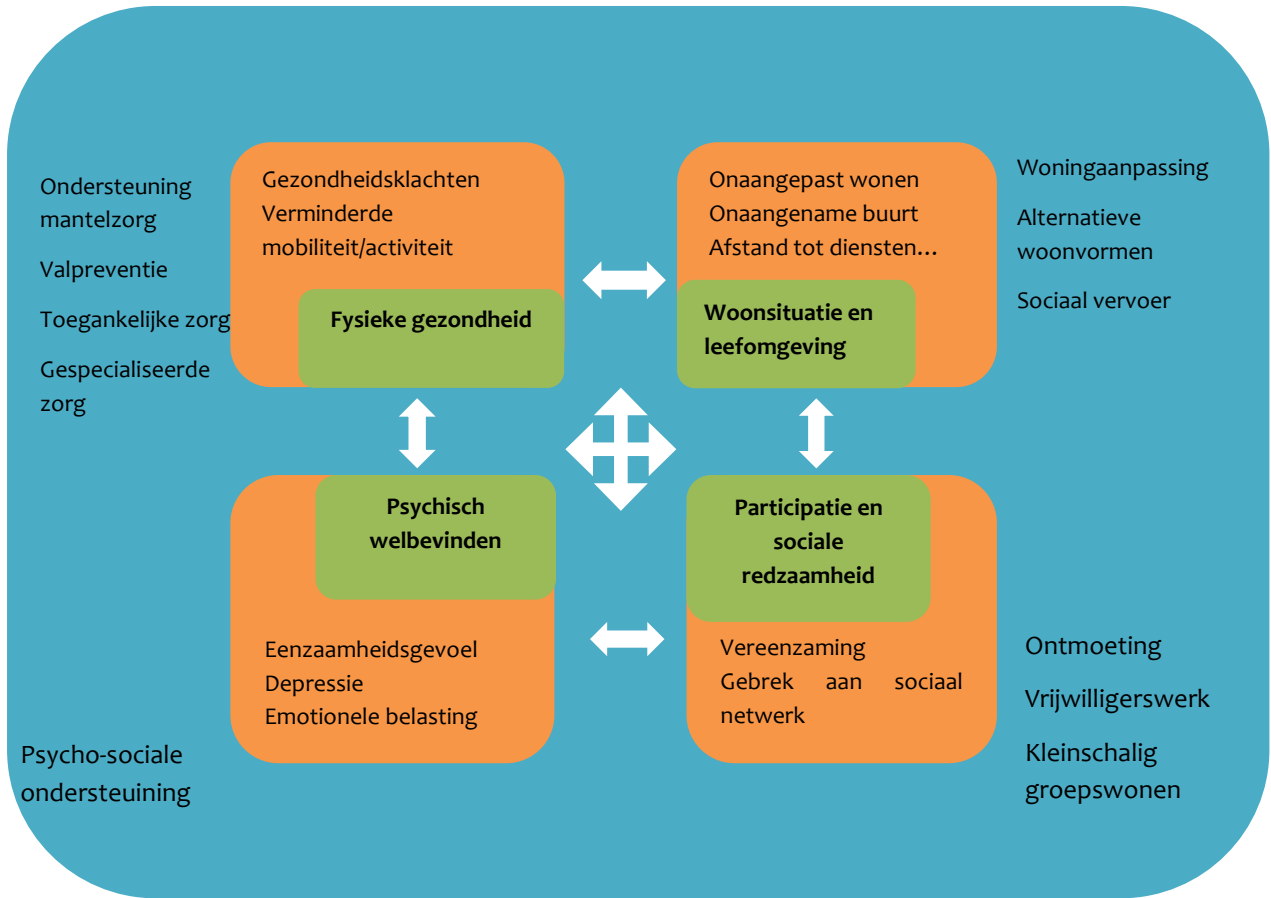 Ondersteuning
mantelzorg
Valpreventie
Toegankelijke zorg
Gespecialiseerde
zorg
Gezondheidsklachten
Verminderde
mobiliteit/activiteit
Fysieke gezondheid
Onaangepast wonen
Onaangename buurt
Afstand tot diensten…
Woonsituatie en
leefomgeving
Woningaanpassing
Alternatieve
woonvormen
Sociaal vervoer
Psychisch
welbevinden
Eenzaamheidsgevoel
Depressie
Emotionele belasting
Psycho-sociale
ondersteuining
Participatie en
sociale
redzaamheid
Vereenzaming
Gebrek aan sociaal
netwerk
Ontmoeting
Vrijwilligerswerk
Kleinschalig
groepswonen